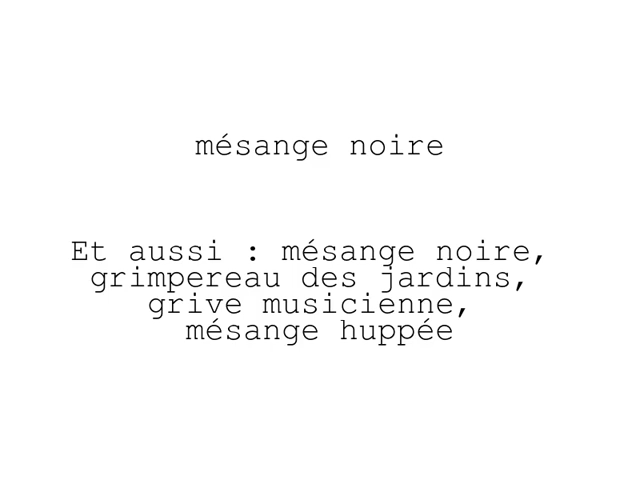 mésange noire
Et aussi : mésange noire,
grimpereau des jardins,
grive musicienne,
mésange huppée